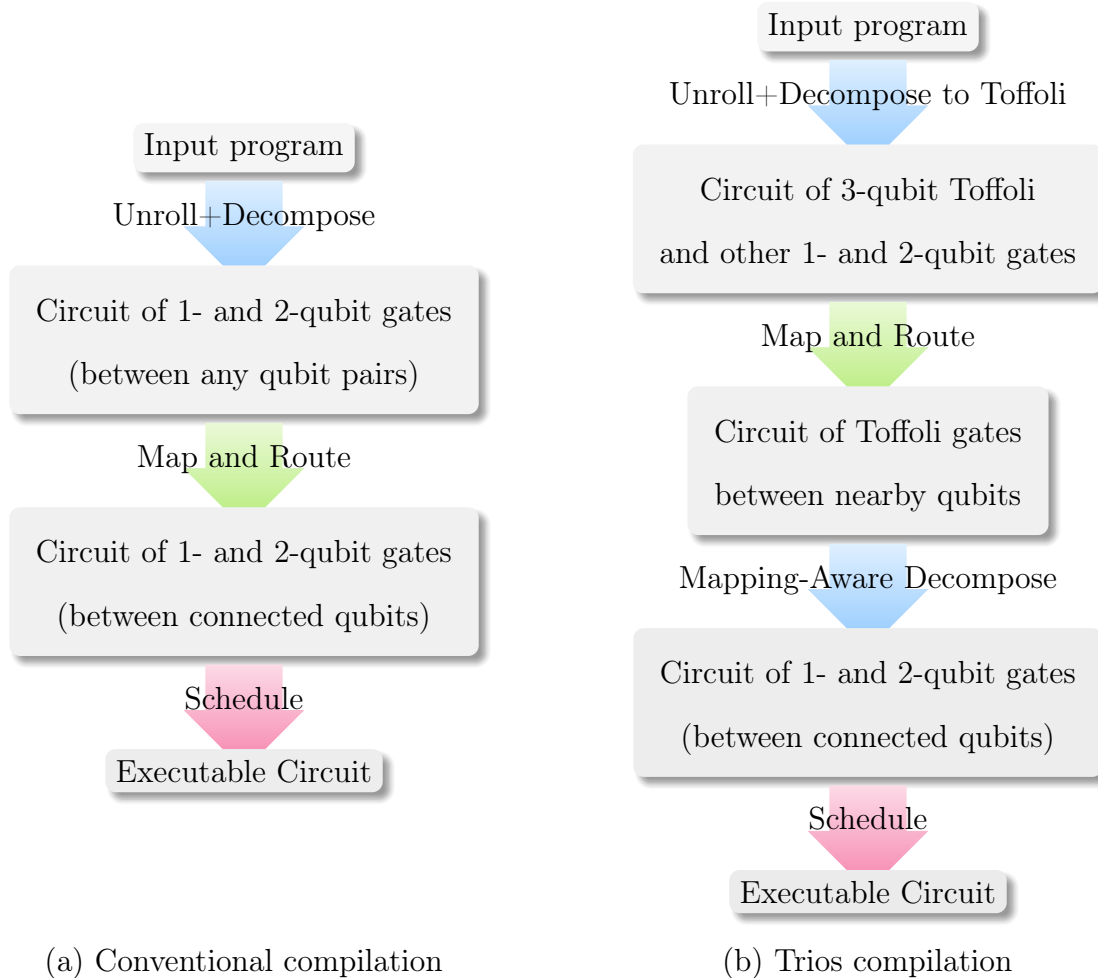 Input program
Unroll+Decompose
Circuit of 1- and 2-qubit gates
(between any qubit pairs)
Map and Route
Circuit of 1- and 2-qubit gates
(between connected qubits)
Schedule
Executable Circuit
(a) Conventional compilation
Input program
Unroll+Decompose to Toffoli
Circuit of 3-qubit Toffoli
and other 1- and 2-qubit gates
Map and Route
Circuit of Toffoli gates
between nearby qubits
Mapping-Aware Decompose
Circuit of 1- and 2-qubit gates
(between connected qubits)
Schedule
Executable Circuit
(b) Trios compilation